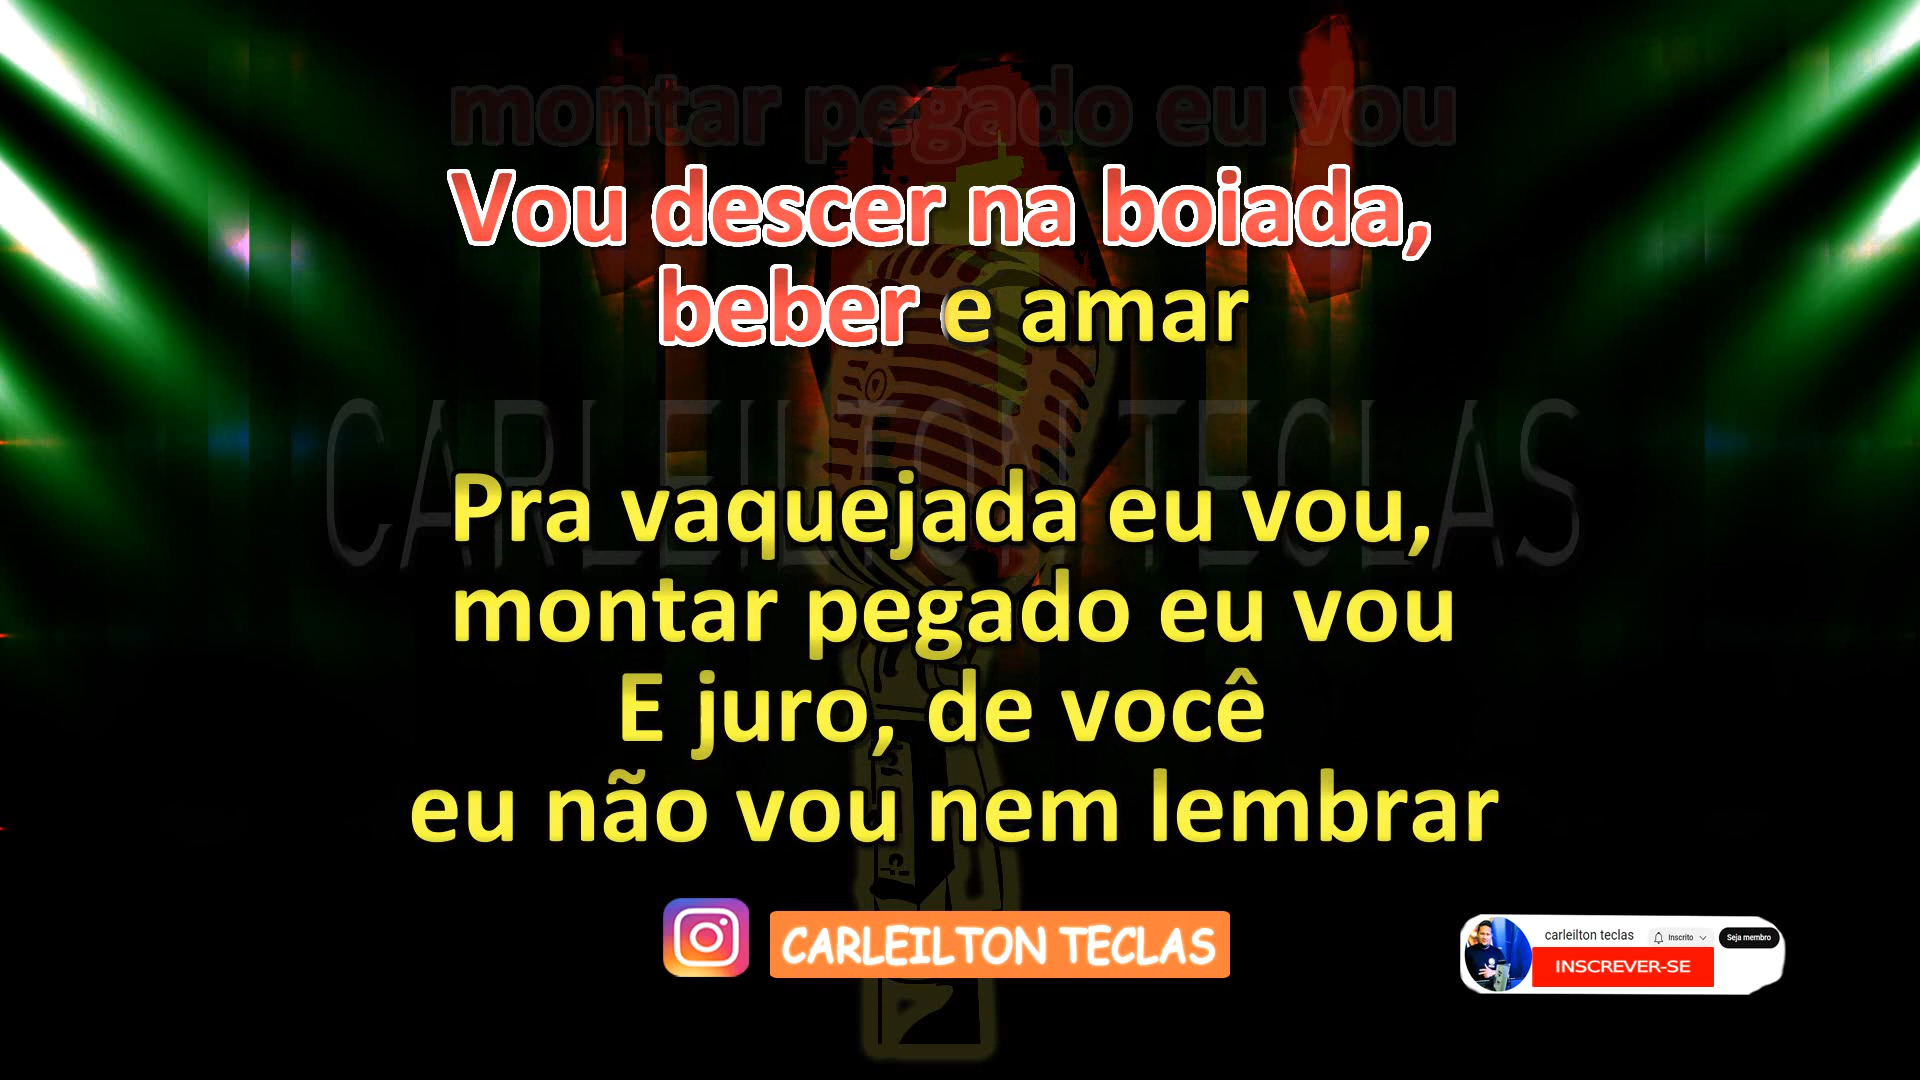 montar pegado eu vou
Vou descer na boiada,
beber e amar
CARLEILTON TECLAS
Pra vaquejada eu vou,
montar pegado eu vou
E juro, de você
eu não vou nem lembrar
CARLEILTON TECLAS
carleilton teclas Inscrito Seja membro
INSCREVER-SE